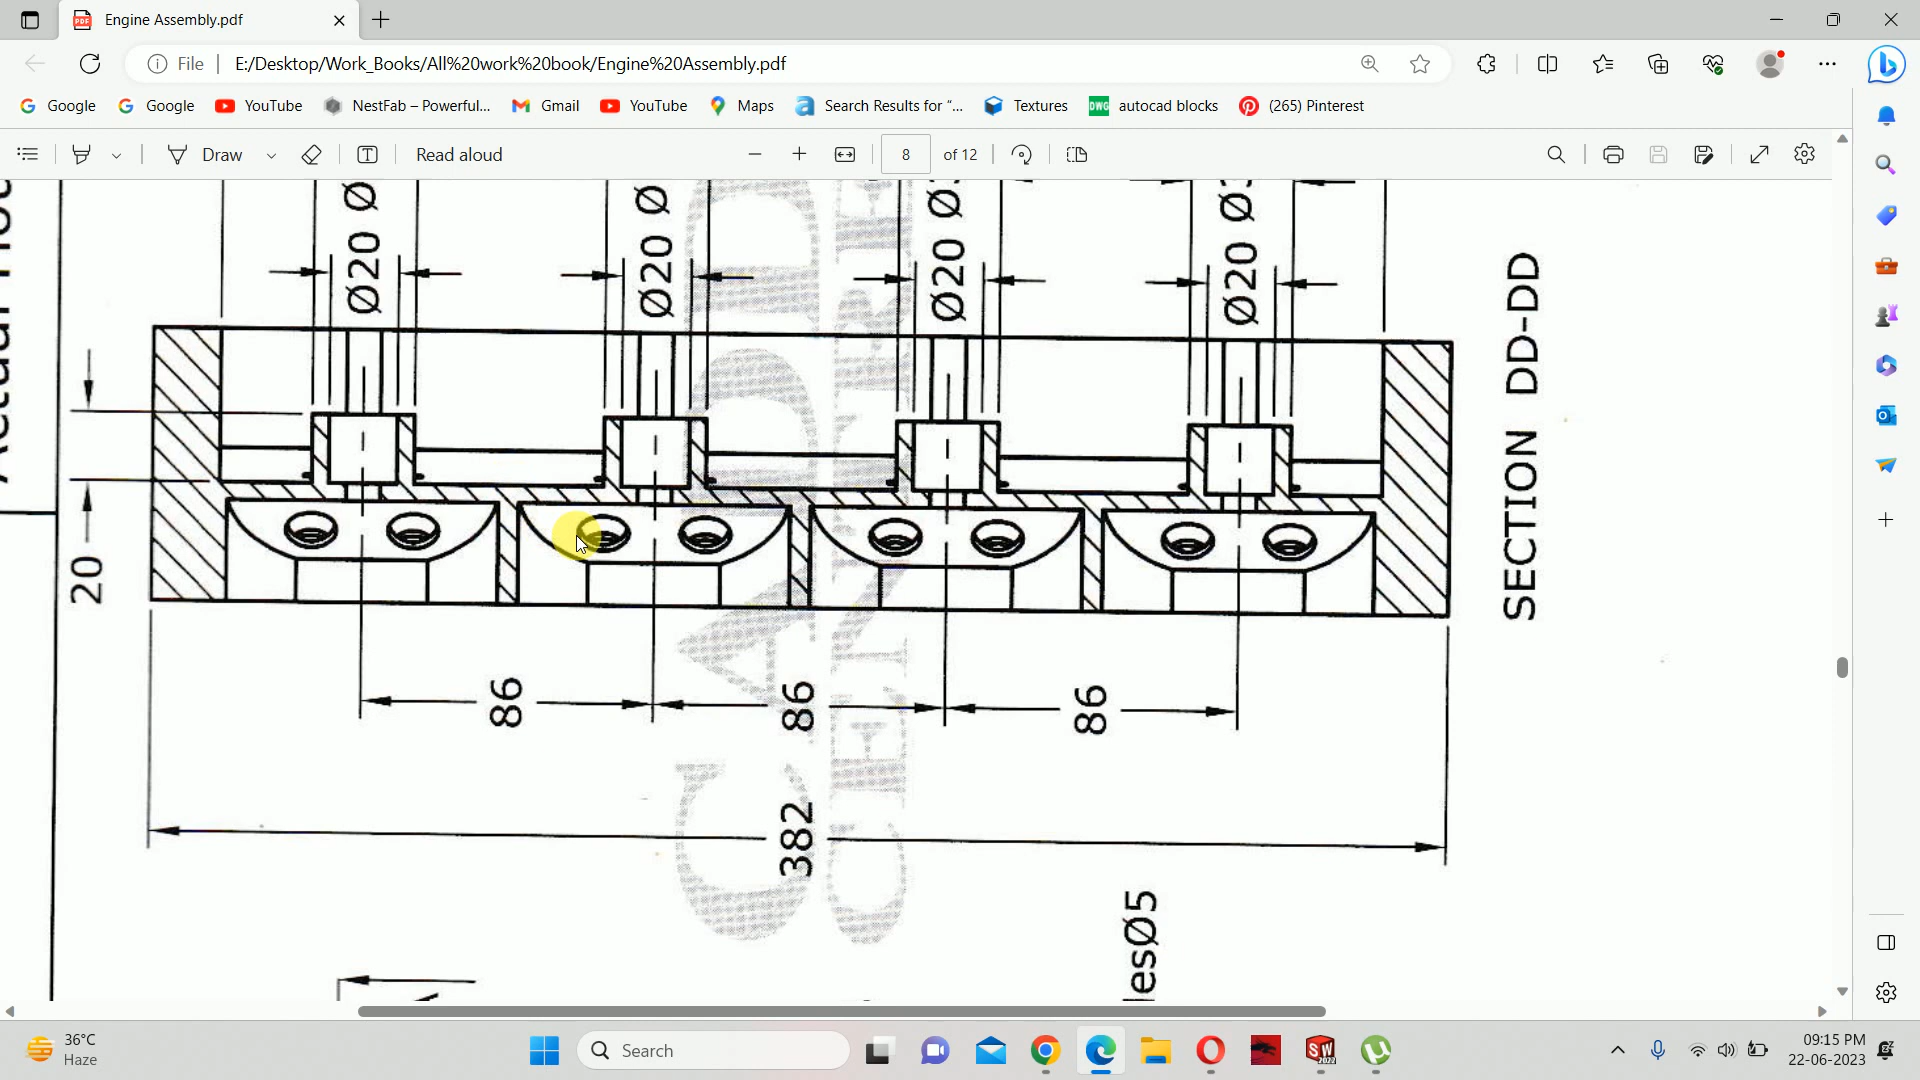 Engine Assembly.pdf
File
E:/Desktop/Work_Books/All%20work%20book/Engine%20Assembly.pdf
Google
Google
YouTube
NestFab – Powerful...
Gmail
YouTube
Maps
Search Results for “...
Textures
autocad blocks
(265) Pinterest
Draw
Read aloud
8
of 12
Ø20 Ø
Ø20 Ø
Ø20 Ø
Ø20 Ø
20
SECTION DD-DD
86
86
86
382
lesØ5
36°C
Haze
Search
09:15 PM
22-06-2023